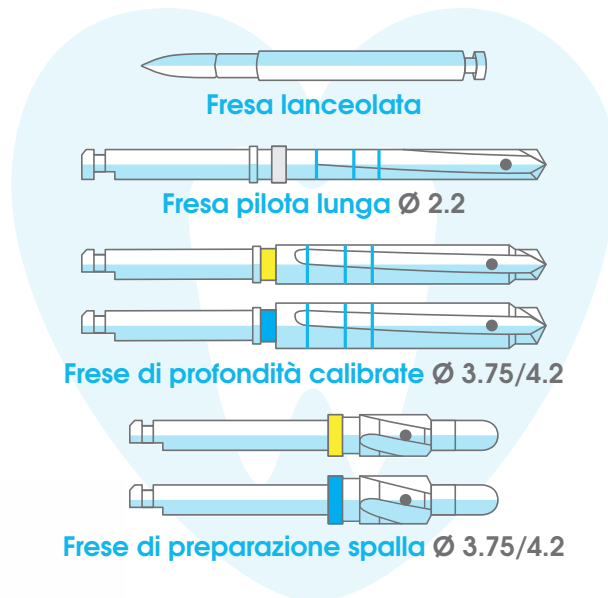 Fresa lanceolata
Fresa pilota lunga Ø 2.2
Frese di profondità calibrate Ø 3.75/4.2
Frese di preparazione spalla Ø 3.75/4.2